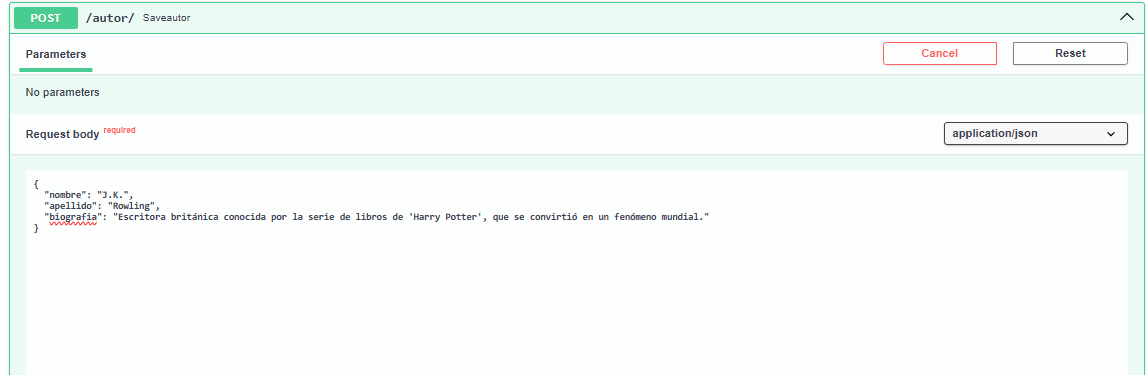 POST /autor/ Saveautor
Parameters Cancel Reset
No parameters
Request body required application/json
{
"nombre": "J.K.",
"apellido": "Rowling",
"biografia": "Escritora británica conocida por la serie de libros de 'Harry Potter', que se convirtió en un fenómeno mundial."
}